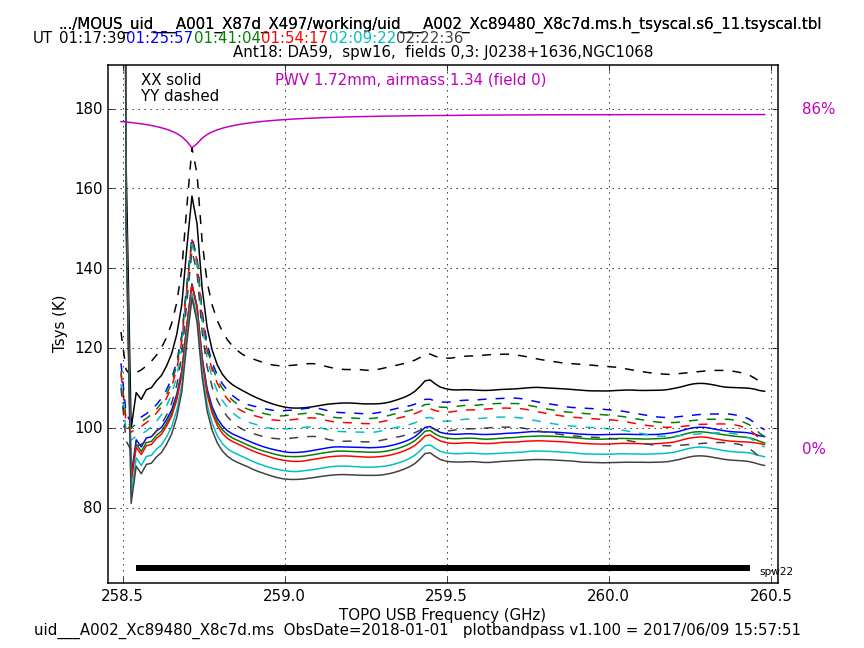 .../MOUS_uid___A001_X87d_X497/working/uid___A002_Xc89480_X8c7d.ms.h_tsyscal.s6_11.tsyscal.tbl
UT 01:17:39 01:25:57 01:41:04 01:54:17 02:09:22 02:22:36
Ant18: DA59, spw16, fields 0,3: J0238+1636,NGC1068
XX solid
PWV 1.72mm, airmass 1.34 (field 0)
YY dashed
180
86%
160
140
120
Tsys (K)
100
0%
80
spw22
258.5 259.0 259.5 260.0 260.5
TOPO USB Frequency (GHz)
uid___A002_Xc89480_X8c7d.ms ObsDate=2018-01-01 plotbandpass v1.100 = 2017/06/09 15:57:51